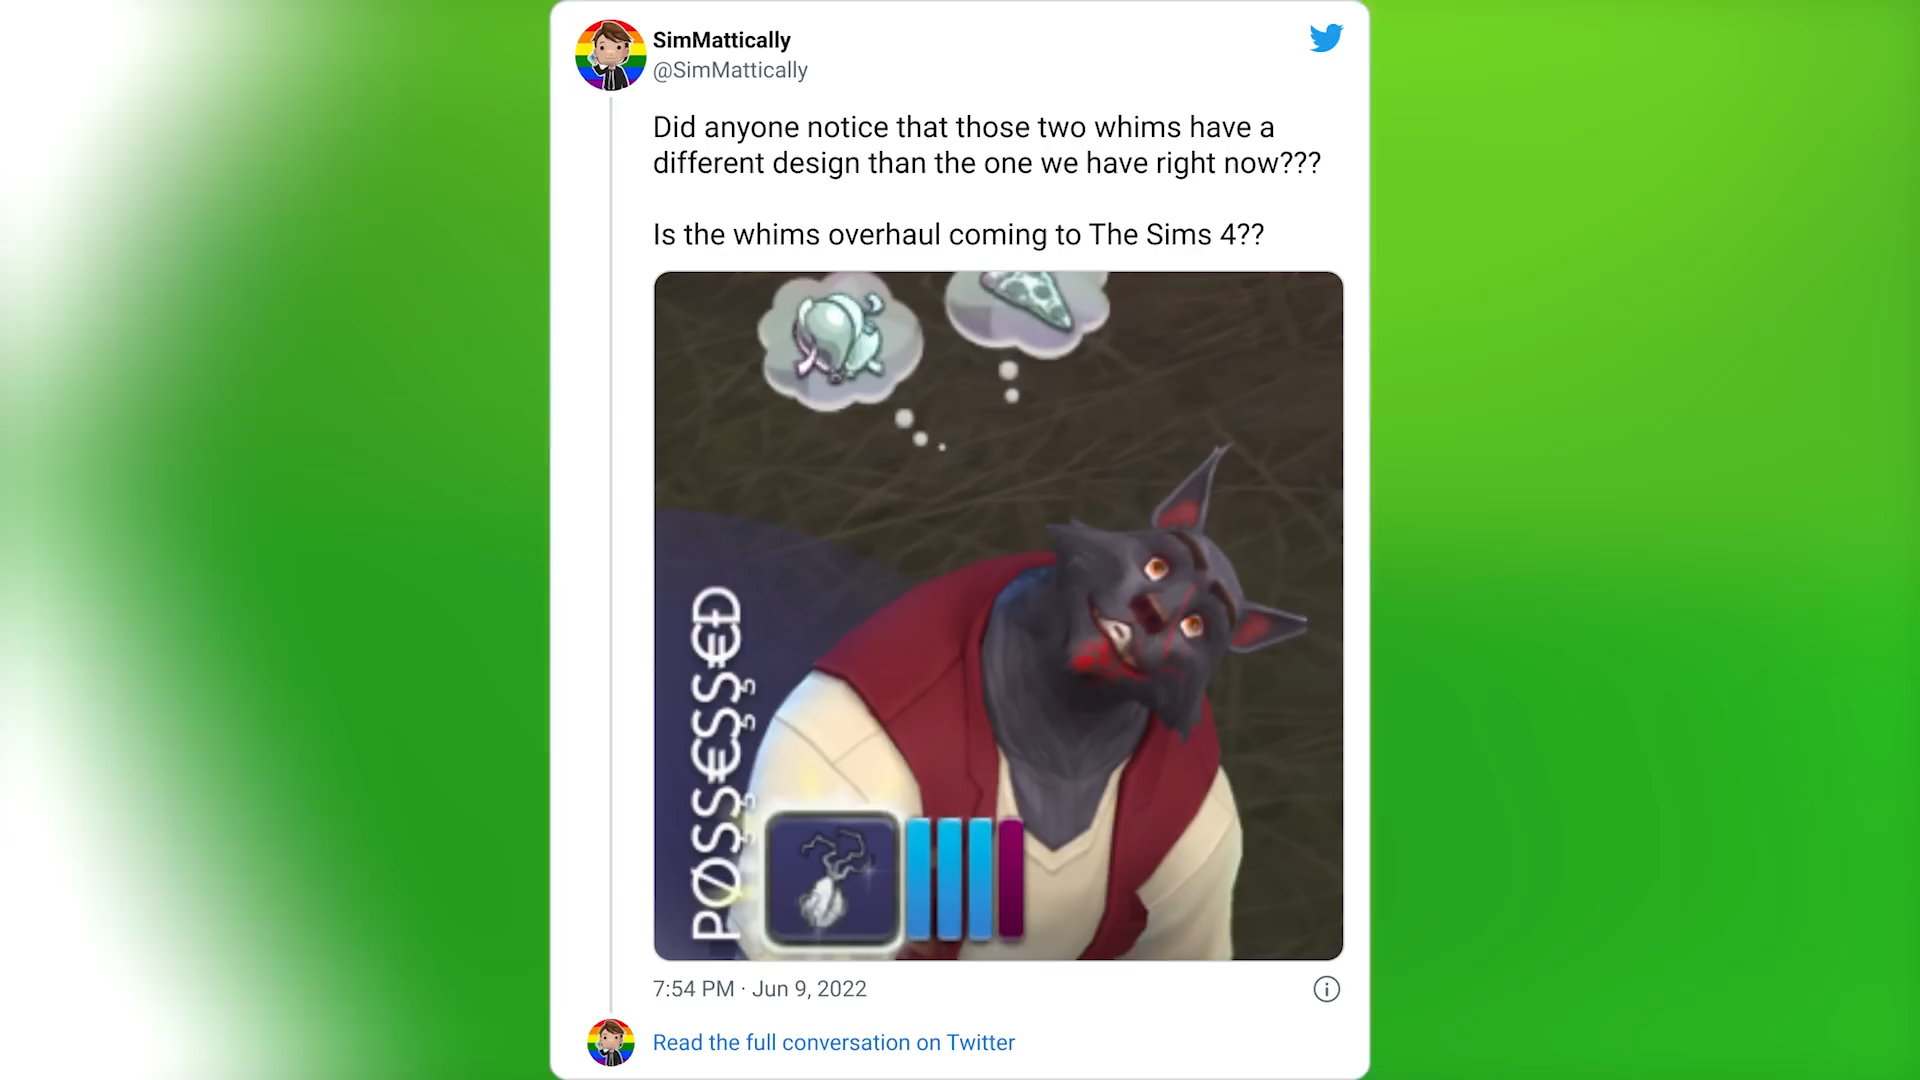 SimMattically
@SimMattically
Did anyone notice that those two whims have a
different design than the one we have right now???
Is the whims overhaul coming to The Sims 4??
PØSSESSED
7:54 PM · Jun 9, 2022
Read the full conversation on Twitter